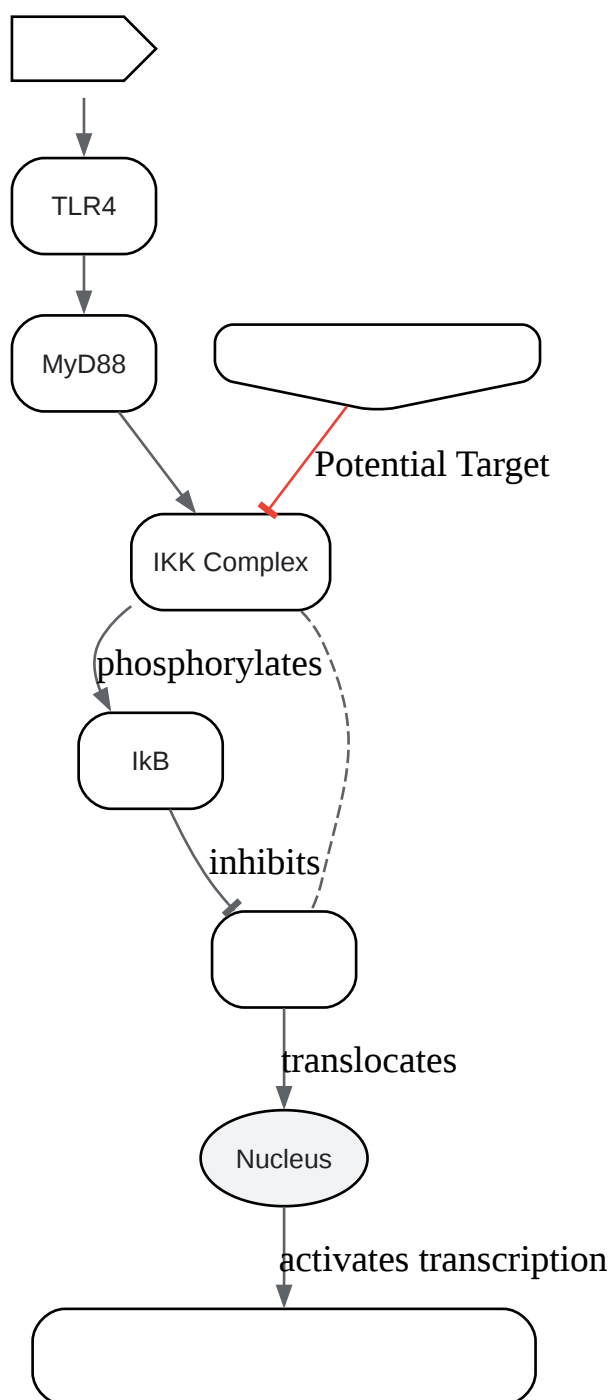 TLR4
MyD88
Potential Target
IKK Complex
phosphorylates
IkB
inhibits
translocates
Nucleus
activates transcription